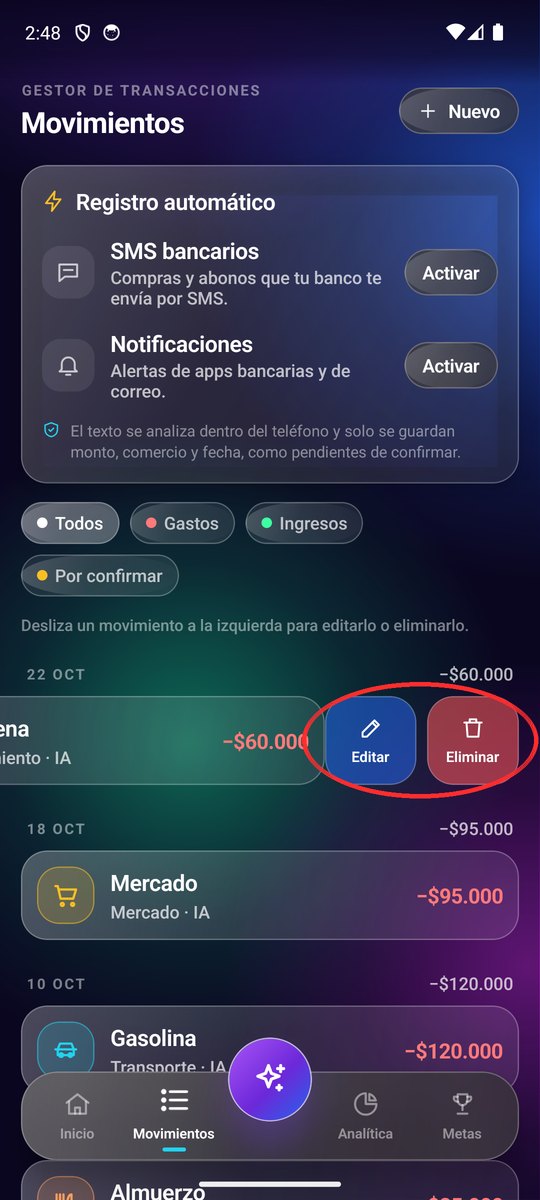 2:48
GESTOR DE TRANSACCIONES
Movimientos
+ Nuevo
Registro automático
SMS bancarios
Compras y abonos que tu banco te
envía por SMS.
Activar
Notificaciones
Alertas de apps bancarias y de
correo.
Activar
El texto se analiza dentro del teléfono y solo se guardan
monto, comercio y fecha, como pendientes de confirmar.
Todos
Gastos
Ingresos
Por confirmar
Desliza un movimiento a la izquierda para editarlo o eliminarlo.
22 OCT
−$60.000
ena
iento · IA
−$60.000
Editar
Eliminar
18 OCT
−$95.000
Mercado
Mercado · IA
−$95.000
10 OCT
−$120.000
Gasolina
Transporte · IA
−$120.000
Inicio
Movimientos
Analítica
Metas
Almuerzo